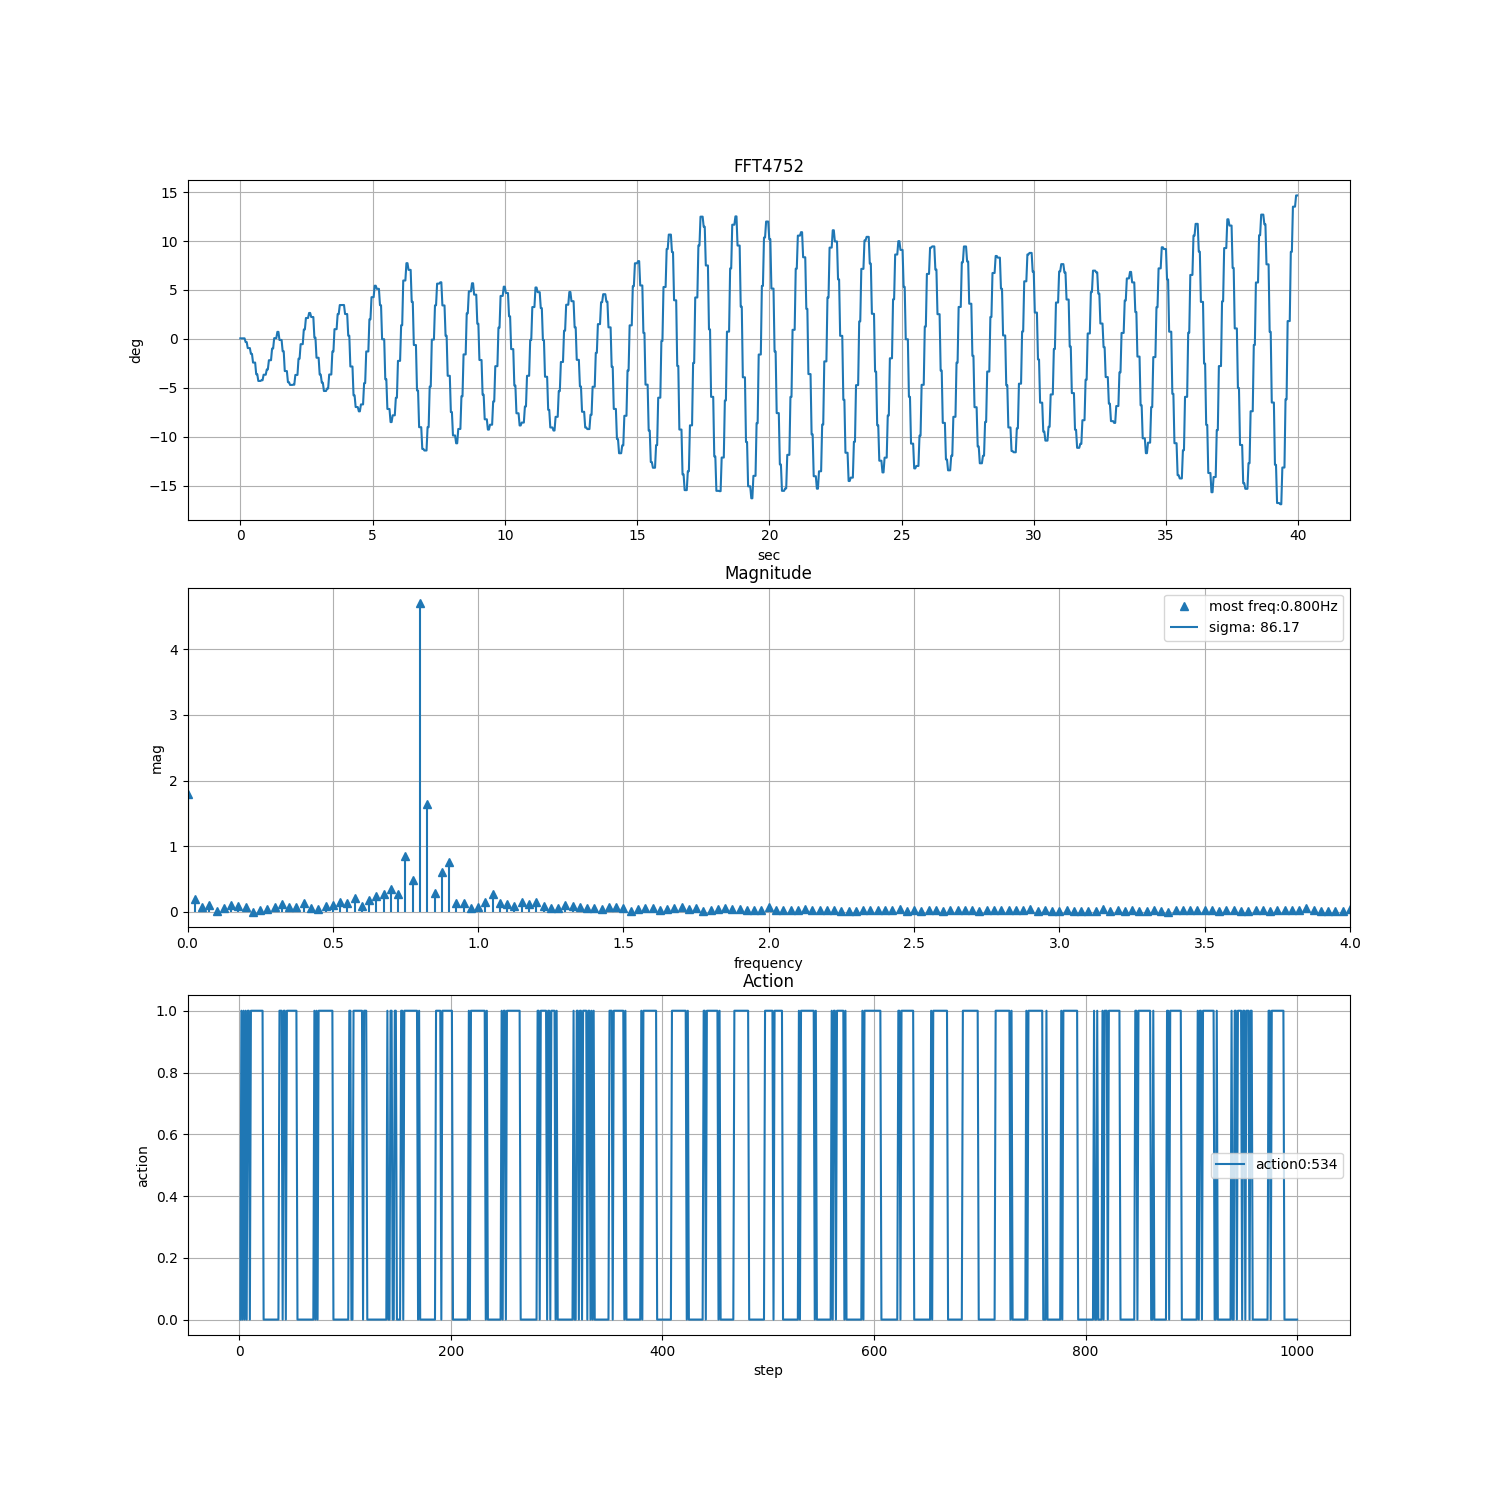 FFT4752
15
10
5
0
−5
−10
−15
deg
0 5 10 15 20 25 30 35 40
sec
Magnitude
most freq:0.800Hz
sigma: 86.17
4
3
2
1
0
mag
0.0 0.5 1.0 1.5 2.0 2.5 3.0 3.5 4.0
frequency
Action
1.0
0.8
0.6
0.4
0.2
0.0
action
action0:534
0 200 400 600 800 1000
step